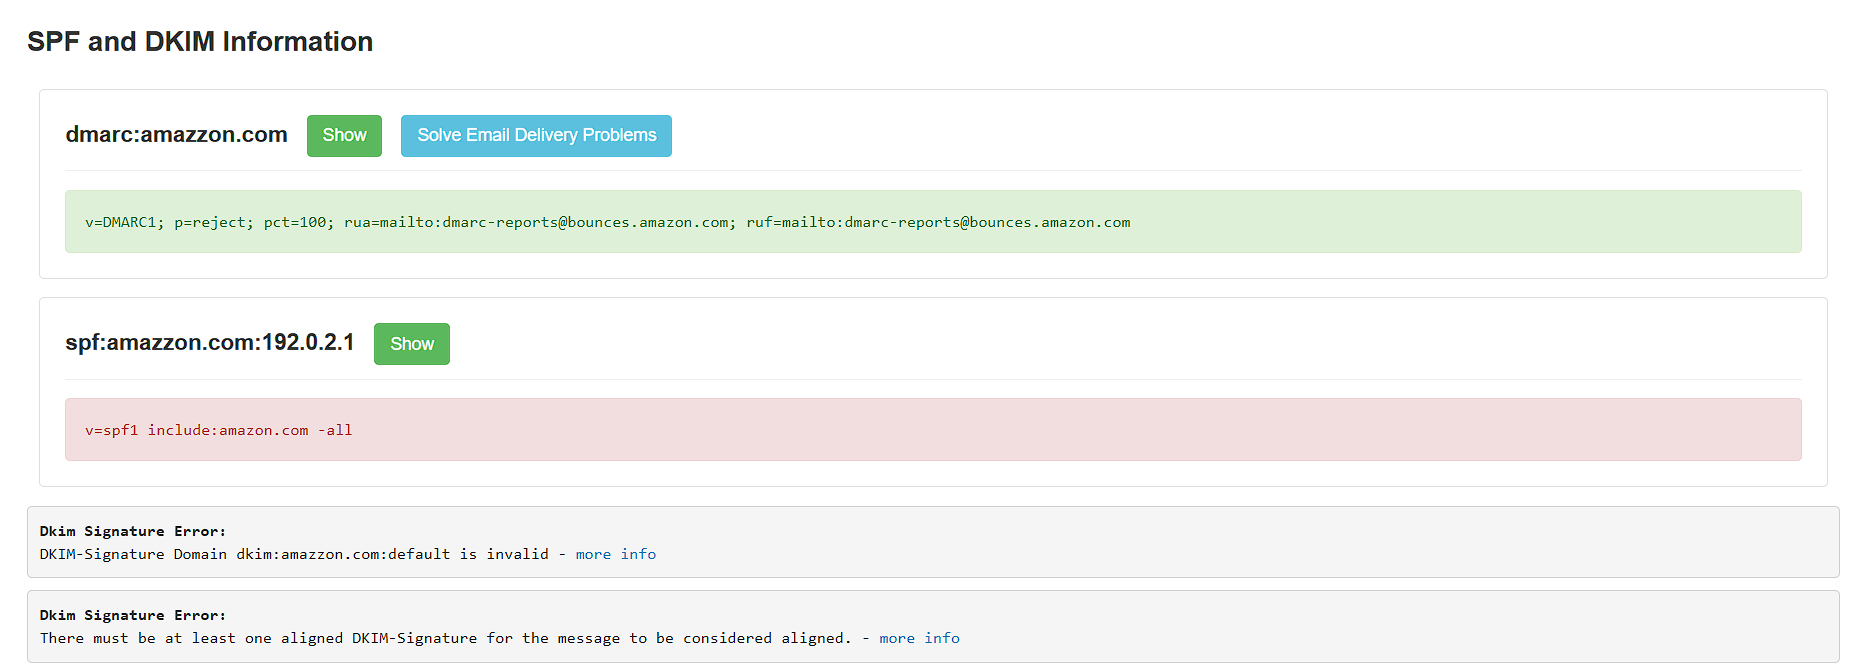 SPF and DKIM Information
dmarc:amazzon.com Show Solve Email Delivery Problems
v=DMARC1; p=reject; pct=100; rua=mailto:dmarc-reports@bounces.amazon.com; ruf=mailto:dmarc-reports@bounces.amazon.com
spf:amazzon.com:192.0.2.1 Show
v=spf1 include:amazon.com -all
Dkim Signature Error:
DKIM-Signature Domain dkim:amazzon.com:default is invalid - more info
Dkim Signature Error:
There must be at least one aligned DKIM-Signature for the message to be considered aligned. - more info